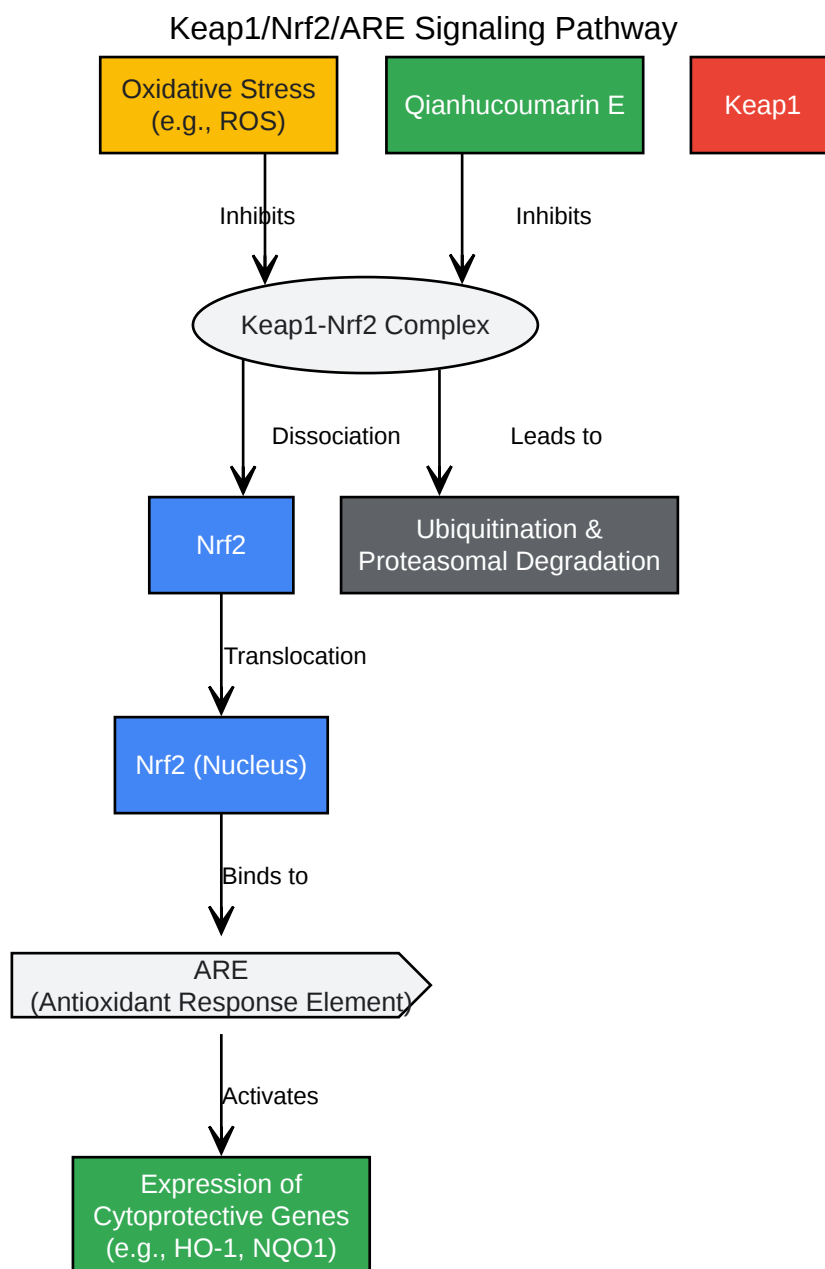 Keap1/Nrf2/ARE Signaling Pathway
Oxidative Stress
(e.g., ROS)
Qianhucoumarin E
Keap1
Inhibits
Inhibits
Keap1-Nrf2 Complex
Dissociation
Leads to
Nrf2
Ubiquitination &
Proteasomal Degradation
Translocation
Nrf2 (Nucleus)
Binds to
ARE
(Antioxidant Response Element)
Activates
Expression of
Cytoprotective Genes
(e.g., HO-1, NQO1)